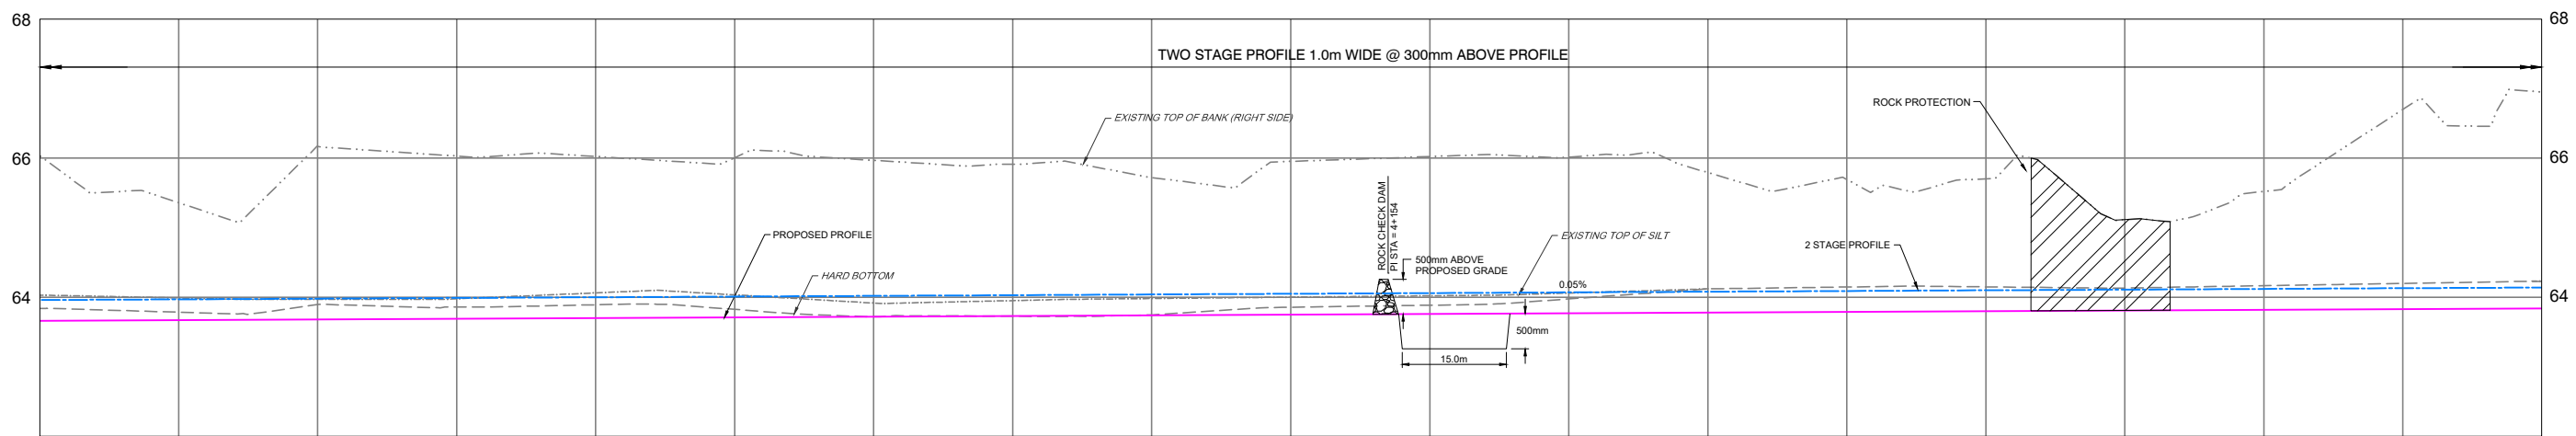 68
68
TWO STAGE PROFILE 1.0m WIDE @ 300mm ABOVE PROFILE
ROCK PROTECTION
EXISTING TOP OF BANK (RIGHT SIDE)
66
66
ROCK CHECK DAM
PI STA = 4+154
PROPOSED PROFILE
EXISTING TOP OF SILT
2 STAGE PROFILE
HARD BOTTOM
500mm ABOVE
PROPOSED GRADE
0.05%
64
64
500mm
15.0m